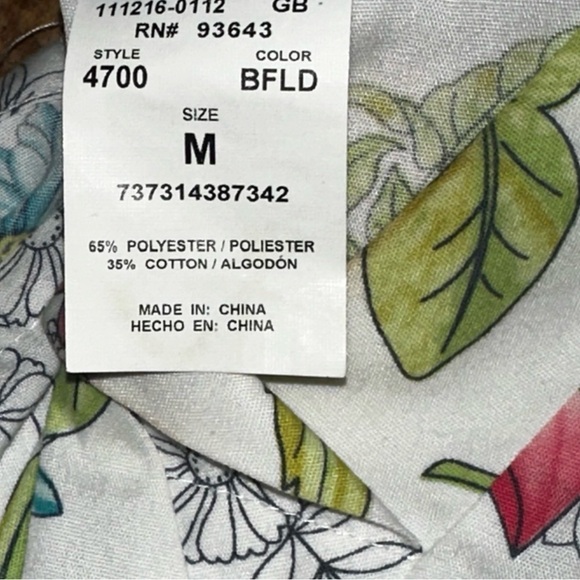 111216-0112 GB
RN# 93643
STYLE COLOR
4700 BFLD
SIZE
M
737314387342
65% POLYESTER / POLIESTER
35% COTTON / ALGODÓN
MADE IN: CHINA
HECHO EN: CHINA